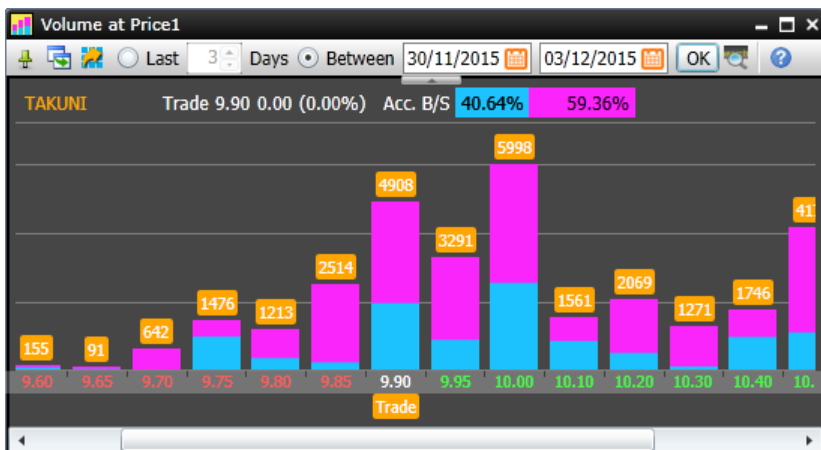 Volume at Price1
Last 3 Days Between 30/11/2015 03/12/2015 OK
TAKUNI Trade 9.90 0.00 (0.00%) Acc. B/S 40.64% 59.36%
5998
4908
3291
2514
2069
1746
1561
1476
1271
1213
642
155
91
9.60 9.65 9.70 9.75 9.80 9.85 9.90 9.95 10.00 10.10 10.20 10.30 10.40
Trade